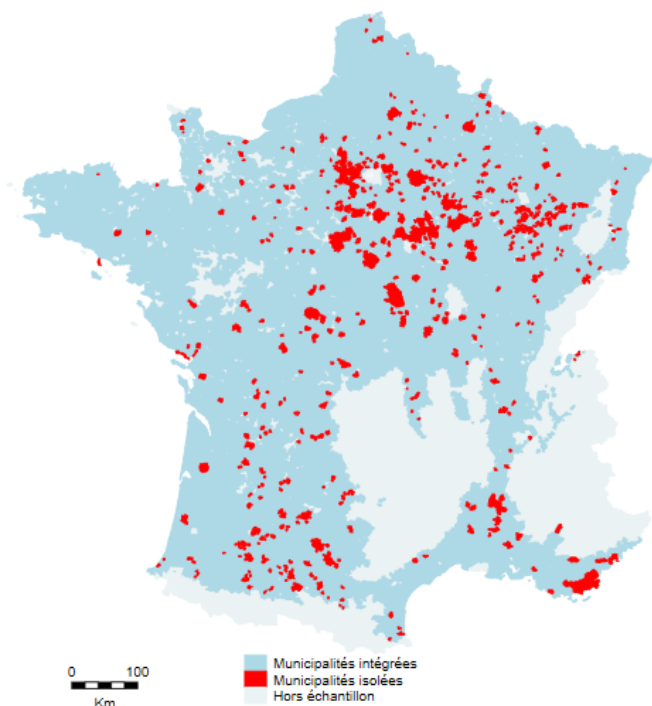 0 100
Km
Municipalités intégrées
Municipalités isolées
Hors échantillon